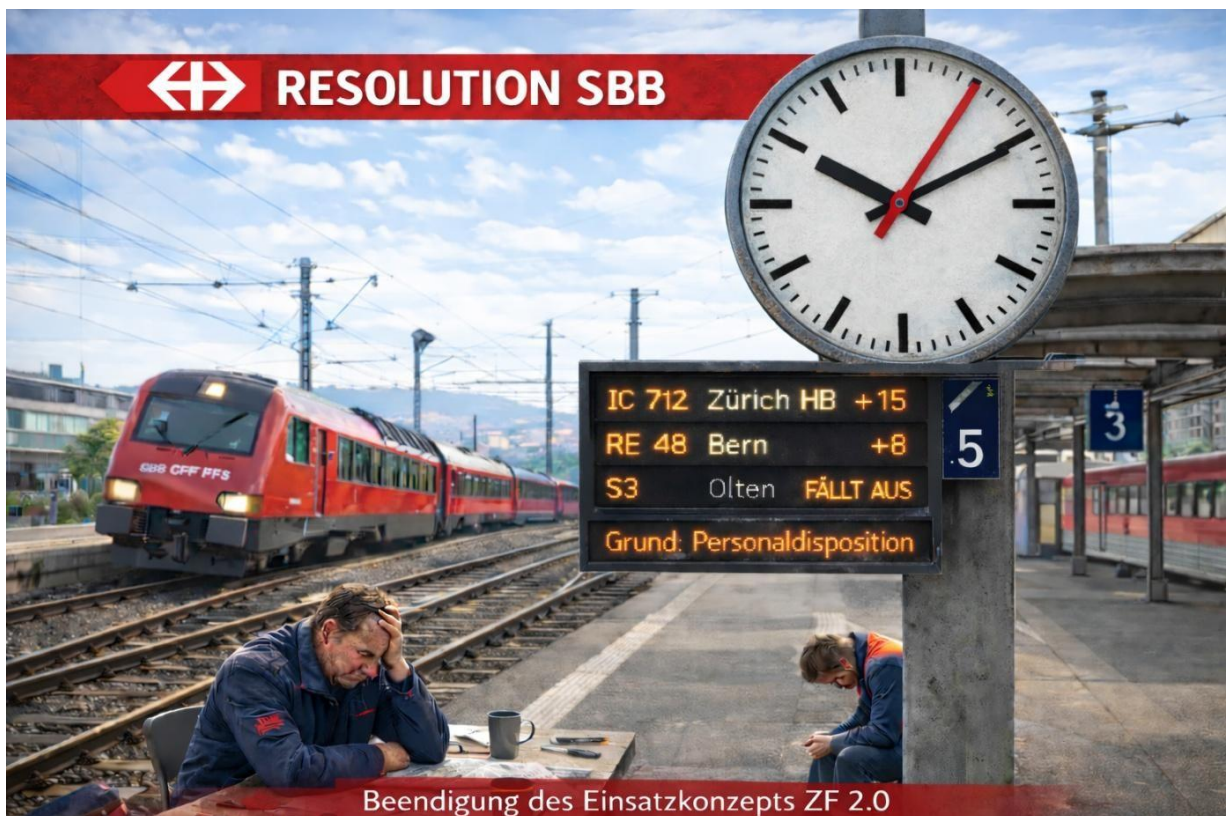 RESOLUTION SBB
IC 712 Zürich HB +15
RE 48 Bern +8
S3 Olten FÄLLT AUS
Grund: Personaldisposition
5
3
SBB CFF FFS
Beendigung des Einsatzkonzepts ZF 2.0